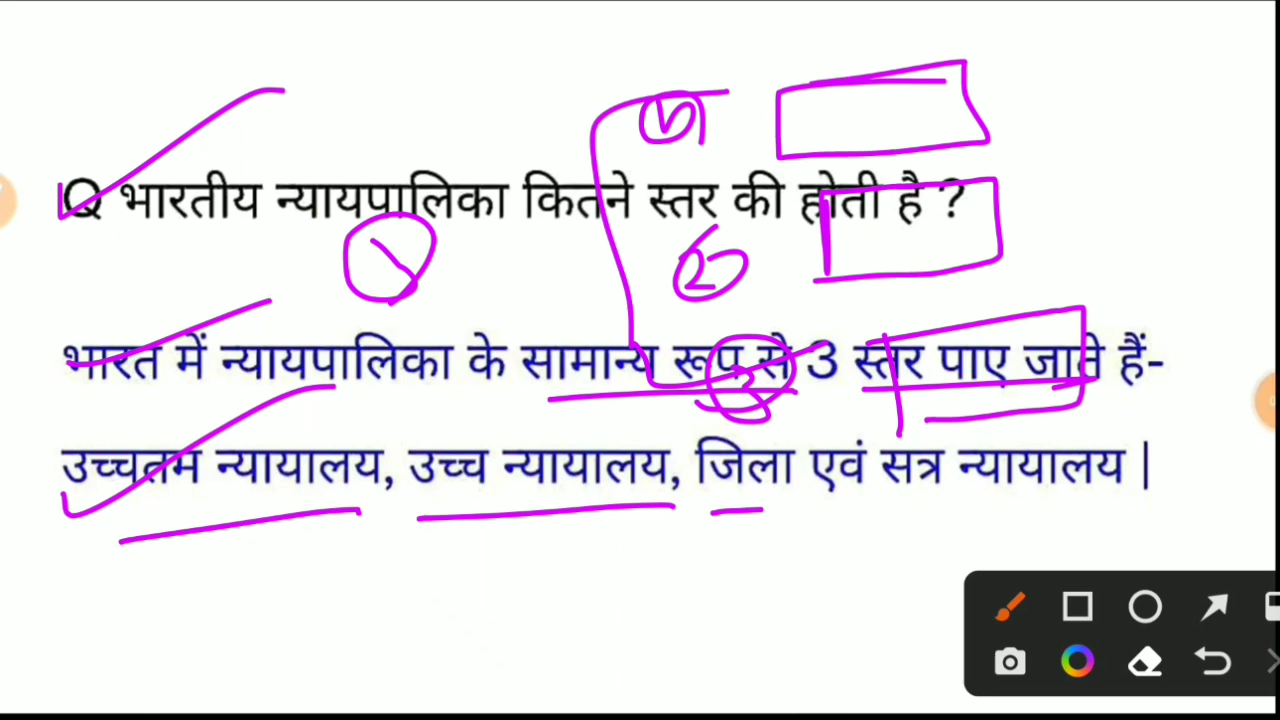 Q भारतीय न्यायपालिका कितने स्तर की होती है ?
भारत में न्यायपालिका के सामान्य रूप से 3 स्तर पाए जाते हैं-
उच्चतम न्यायालय, उच्च न्यायालय, जिला एवं सत्र न्यायालय |